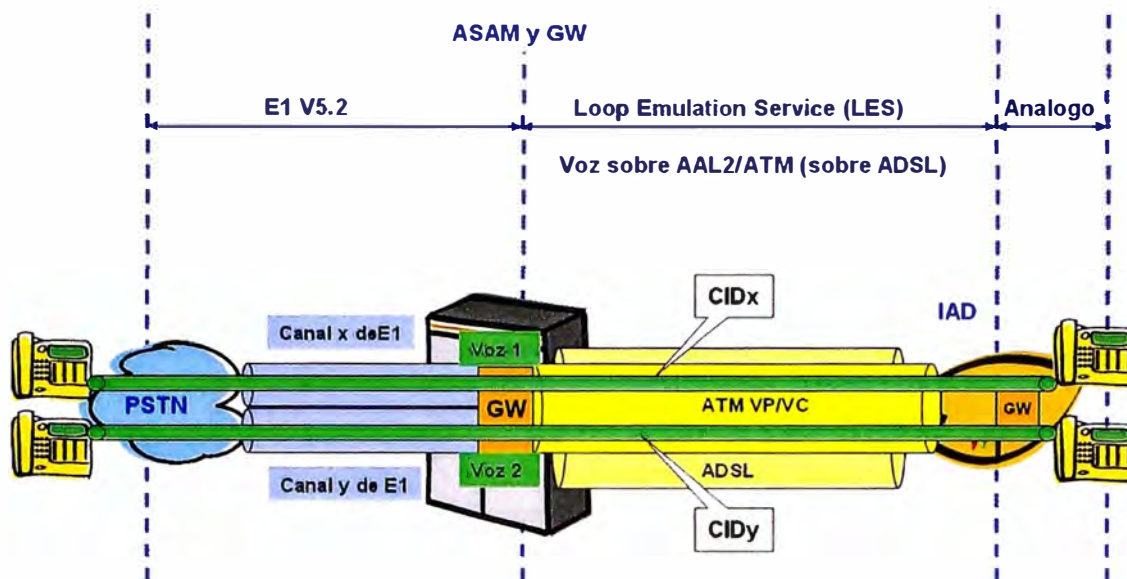 ASAM y GW
E1 V5.2
Loop Emulation Service (LES)
Analogo
Voz sobre AAL2/ATM (sobre ADSL)
CIDx
IAD
Canal x deE1
Voz 1
PSTN
GW
ATM VP/VC
GW
Canal y de E1
Voz 2
ADSL
CIDy